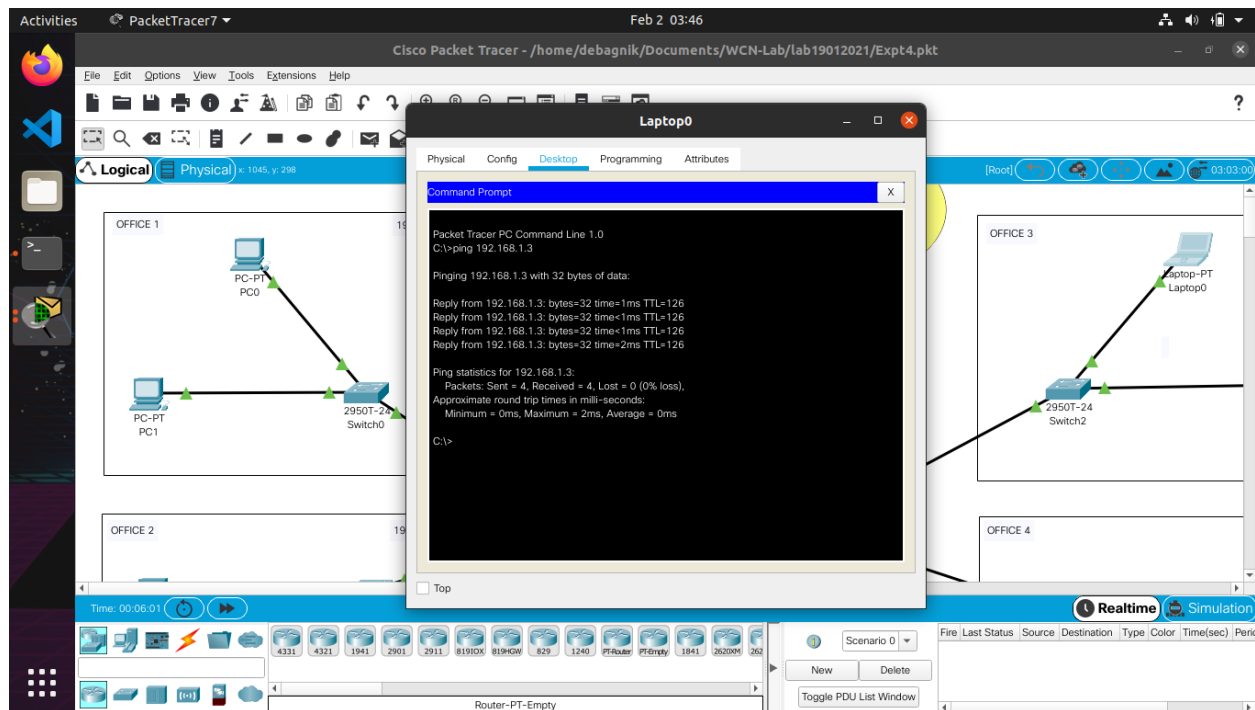 Activities PacketTracer7 Feb 2 03:46
Cisco Packet Tracer - /home/debagnik/Documents/WCN-Lab/lab19012021/Expt4.pkt
File Edit Options View Tools Extensions Help
?
Logical Physical x: 1045, y: 298 [Root] 03:03:00
Laptop0
Physical Config Desktop Programming Attributes
Command Prompt X
Packet Tracer PC Command Line 1.0
C:\>ping 192.168.1.3
Pinging 192.168.1.3 with 32 bytes of data:
Reply from 192.168.1.3: bytes=32 time=1ms TTL=126
Reply from 192.168.1.3: bytes=32 time<1ms TTL=126
Reply from 192.168.1.3: bytes=32 time<1ms TTL=126
Reply from 192.168.1.3: bytes=32 time=2ms TTL=126
Ping statistics for 192.168.1.3:
Packets: Sent = 4, Received = 4, Lost = 0 (0% loss),
Approximate round trip times in milli-seconds:
Minimum = 0ms, Maximum = 2ms, Average = 0ms
C:\>
Top
OFFICE 1 19
PC-PT
PC0
PC-PT
PC1
2950T-24
Switch0
OFFICE 2 19
OFFICE 3
Laptop-PT
Laptop0
2950T-24
Switch2
OFFICE 4
Time: 00:06:01 Realtime Simulation
4331 4321 1941 2901 2911 819IOX 819HGW 829 1240 PT-Router PT-Empty 1841 2620XM 262
Router-PT-Empty
Scenario 0
New Delete
Toggle PDU List Window
Fire Last Status Source Destination Type Color Time(sec) Peri